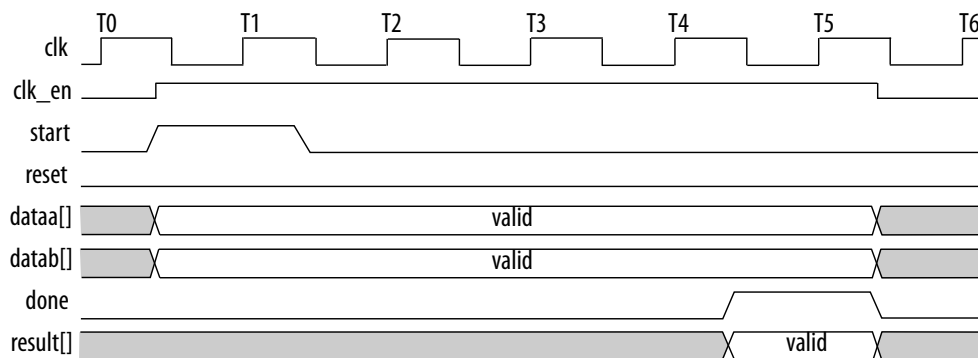 T0 T1 T2 T3 T4 T5 T6
clk
clk_en
start
reset
dataa[] valid
datab[] valid
done
result[] valid